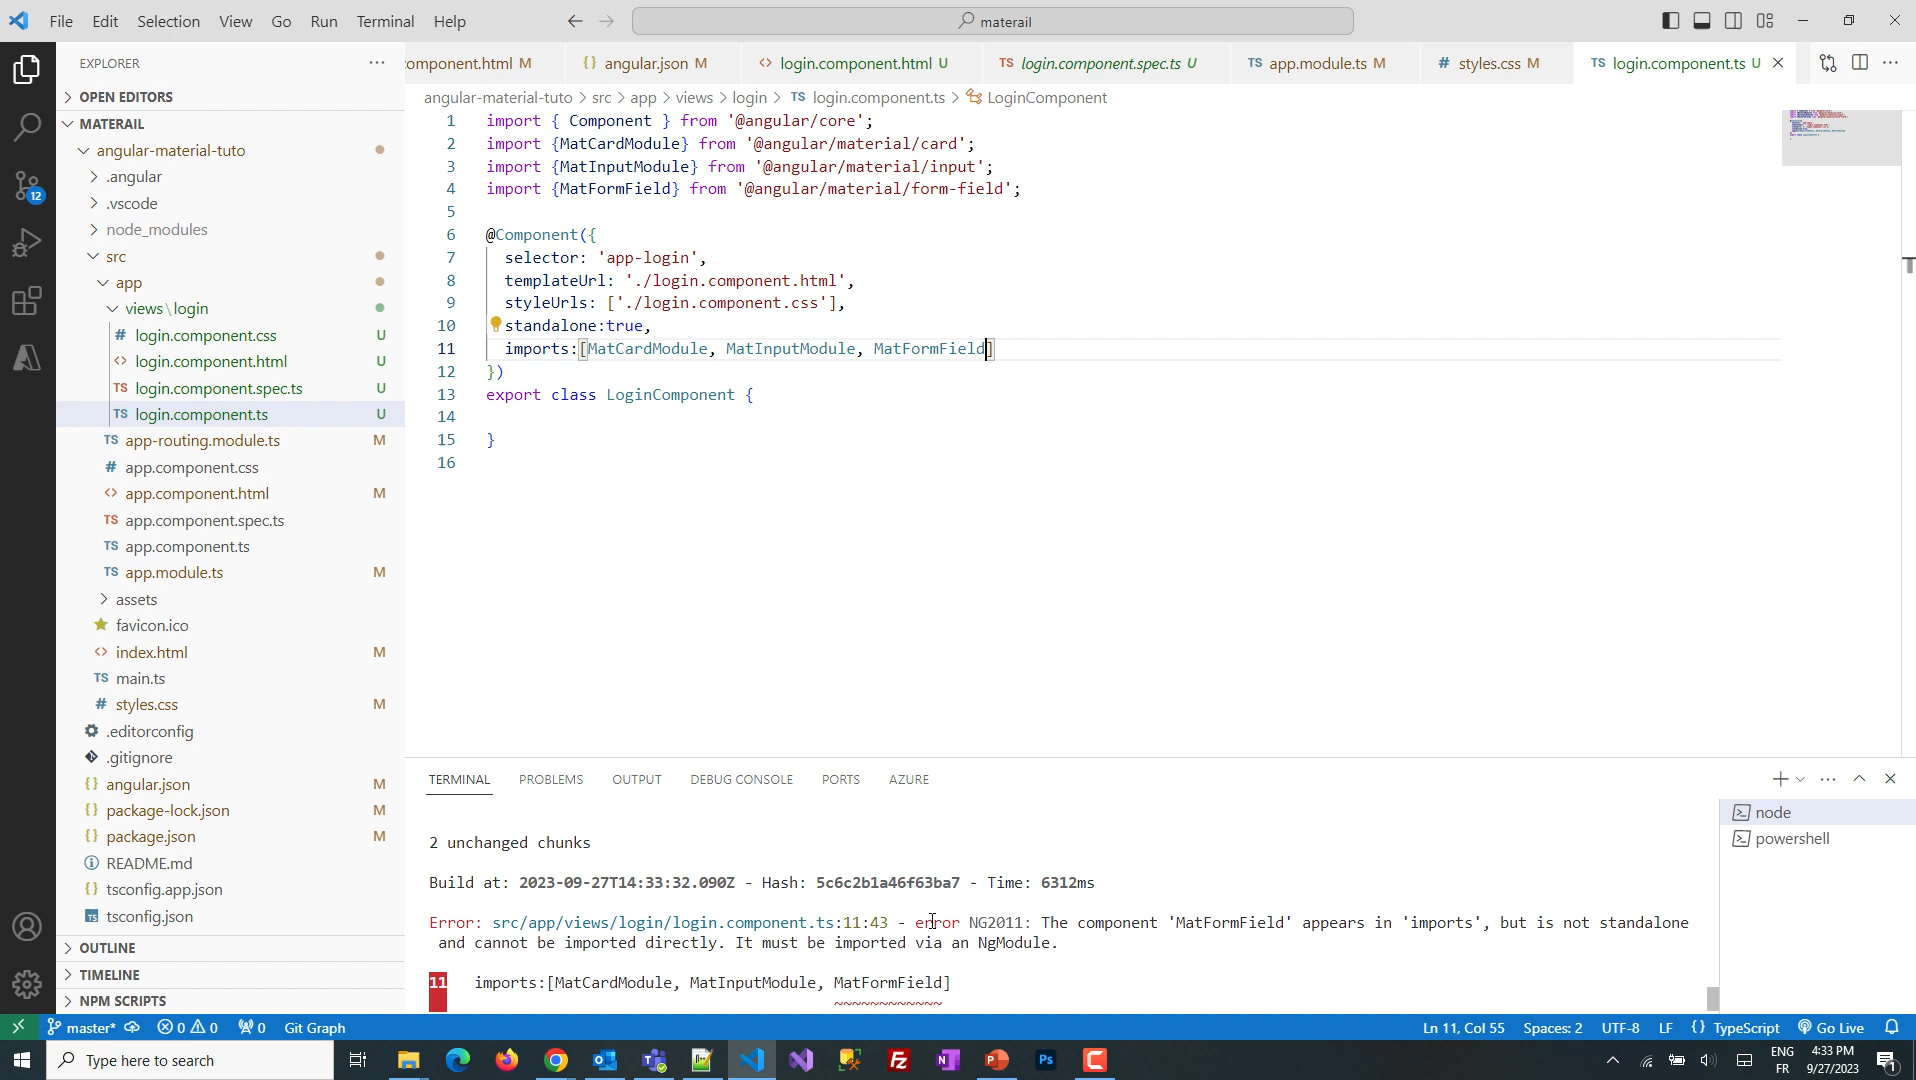 File Edit Selection View Go Run Terminal Help
materail
EXPLORER
omponent.html M
angular.json M
login.component.html U
TS login.component.spec.ts U
TS app.module.ts M
# styles.css M
TS login.component.ts U
OPEN EDITORS
MATERAIL
angular-material-tuto
.angular
.vscode
node_modules
src
app
views\login
# login.component.css U
login.component.html U
TS login.component.spec.ts U
TS login.component.ts U
TS app-routing.module.ts M
# app.component.css
app.component.html M
TS app.component.spec.ts
TS app.component.ts
TS app.module.ts M
assets
favicon.ico
index.html M
TS main.ts
# styles.css M
.editorconfig
.gitignore
{} angular.json M
{} package-lock.json M
{} package.json M
README.md
{} tsconfig.app.json
TS tsconfig.json
OUTLINE
TIMELINE
NPM SCRIPTS
12
angular-material-tuto > src > app > views > login > TS login.component.ts > LoginComponent
1 import { Component } from '@angular/core';
2 import {MatCardModule} from '@angular/material/card';
3 import {MatInputModule} from '@angular/material/input';
4 import {MatFormField} from '@angular/material/form-field';
5
6 @Component({
7 selector: 'app-login',
8 templateUrl: './login.component.html',
9 styleUrls: ['./login.component.css'],
10 standalone:true,
11 imports:[MatCardModule, MatInputModule, MatFormField]
12 })
13 export class LoginComponent {
14
15 }
16
TERMINAL PROBLEMS OUTPUT DEBUG CONSOLE PORTS AZURE
2 unchanged chunks
Build at: 2023-09-27T14:33:32.090Z - Hash: 5c6c2b1a46f63ba7 - Time: 6312ms
Error: src/app/views/login/login.component.ts:11:43 - error NG2011: The component 'MatFormField' appears in 'imports', but is not standalone
and cannot be imported directly. It must be imported via an NgModule.
11 imports:[MatCardModule, MatInputModule, MatFormField]
~~~~~~~~~~~~
node
powershell
master* 0 0 0 Git Graph
Ln 11, Col 55 Spaces: 2 UTF-8 LF {} TypeScript Go Live
Type here to search
ENG
FR
4:33 PM
9/27/2023
1